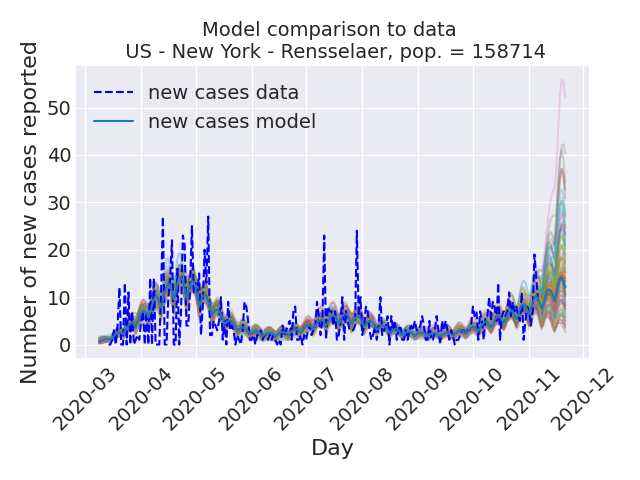 Model comparison to data
US - New York - Rensselaer, pop. = 158714
Number of new cases reported
50
40
30
20
10
0
new cases data
new cases model
2020-03
2020-04
2020-05
2020-06
2020-07
2020-08
2020-09
2020-10
2020-11
2020-12
Day